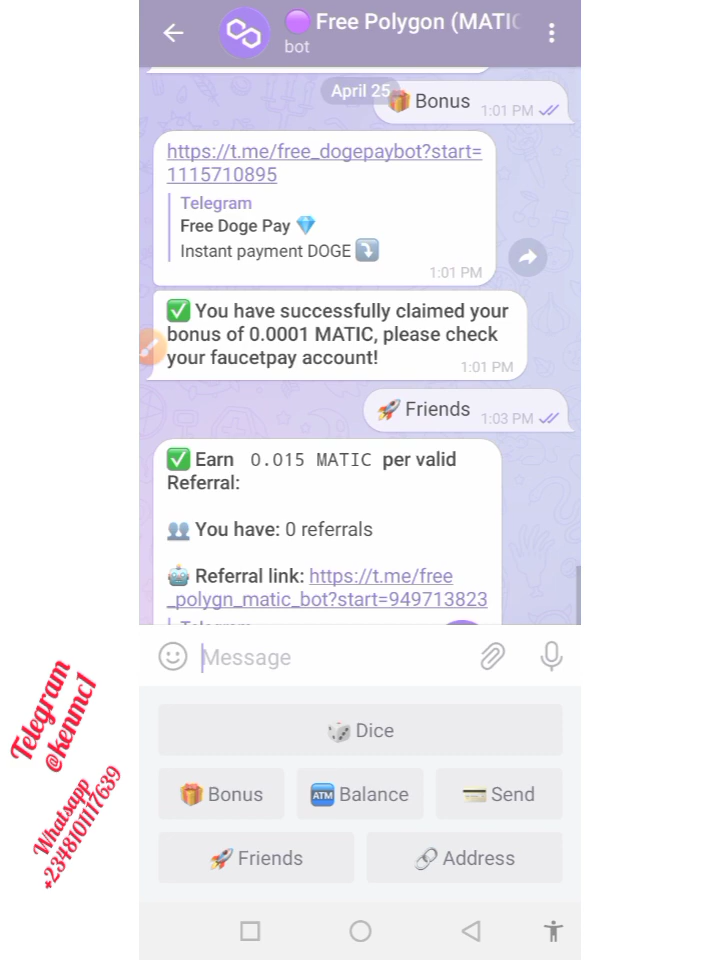 Free Polygon (MATIC
bot
April 25
Bonus 1:01 PM
https://t.me/free_dogepaybot?start=
1115710895
Telegram
Free Doge Pay 💎
Instant payment DOGE ⤵️
1:01 PM
✅ You have successfully claimed your
bonus of 0.0001 MATIC, please check
your faucetpay account!
1:01 PM
🚀 Friends 1:03 PM
✅ Earn 0.015 MATIC per valid
Referral:
👥 You have: 0 referrals
🤖 Referral link: https://t.me/free
_polygn_matic_bot?start=949713823
Message
🎲 Dice
🎁 Bonus
🏧 ATM Balance
💳 Send
🚀 Friends
🔗 Address
Telegram
@kenmc1
Whatsapp
+2348101117639